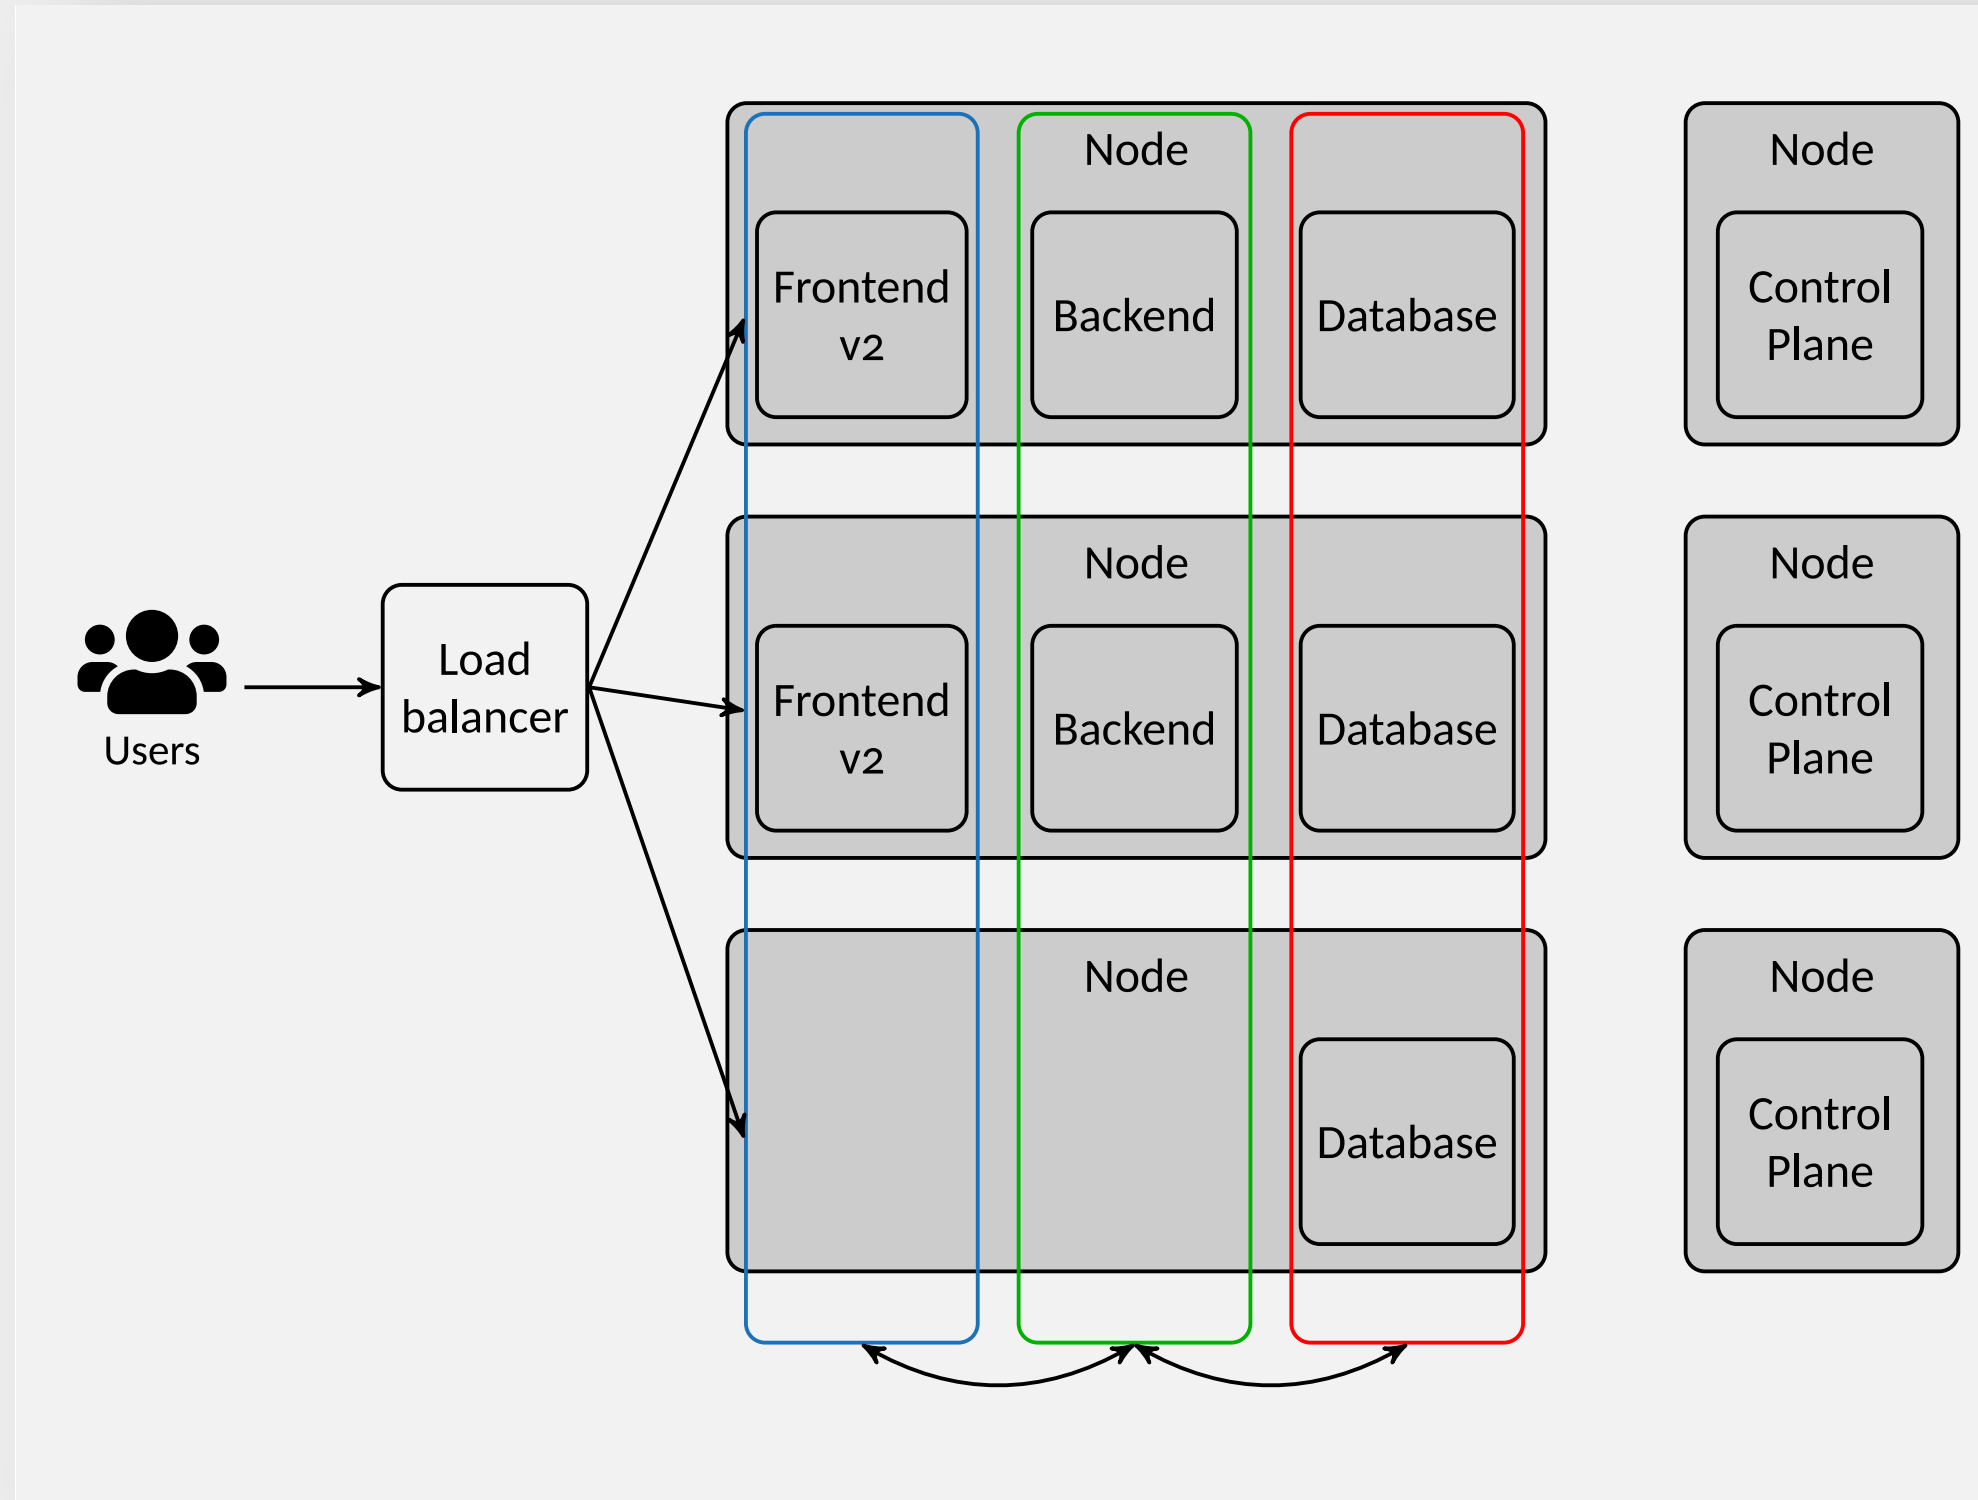 Node
Frontend
v2
Backend
Database
Node
Control
Plane
Users
Load
balancer
Node
Frontend
v2
Backend
Database
Node
Control
Plane
Node
Database
Node
Control
Plane